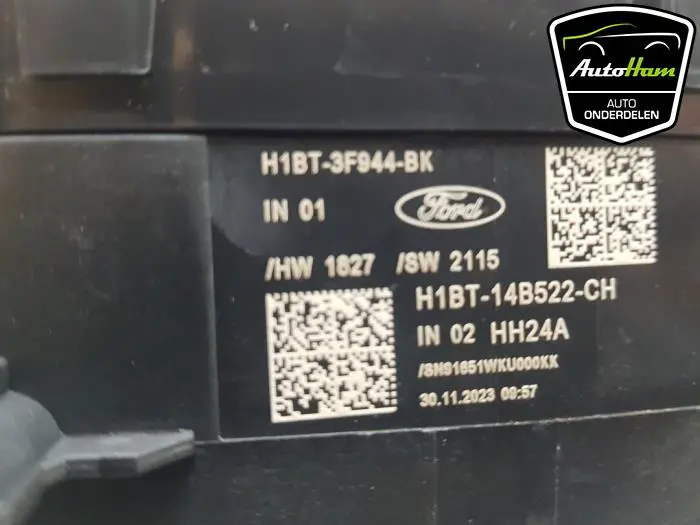 AutoHam
AUTO
ONDERDELEN
H1BT-3F944-BK
IN 01
Ford
/HW 1827 /SW 2115
H1BT-14B522-CH
IN 02 HH24A
/SN91651WKU000KK
30.11.2023 09:57